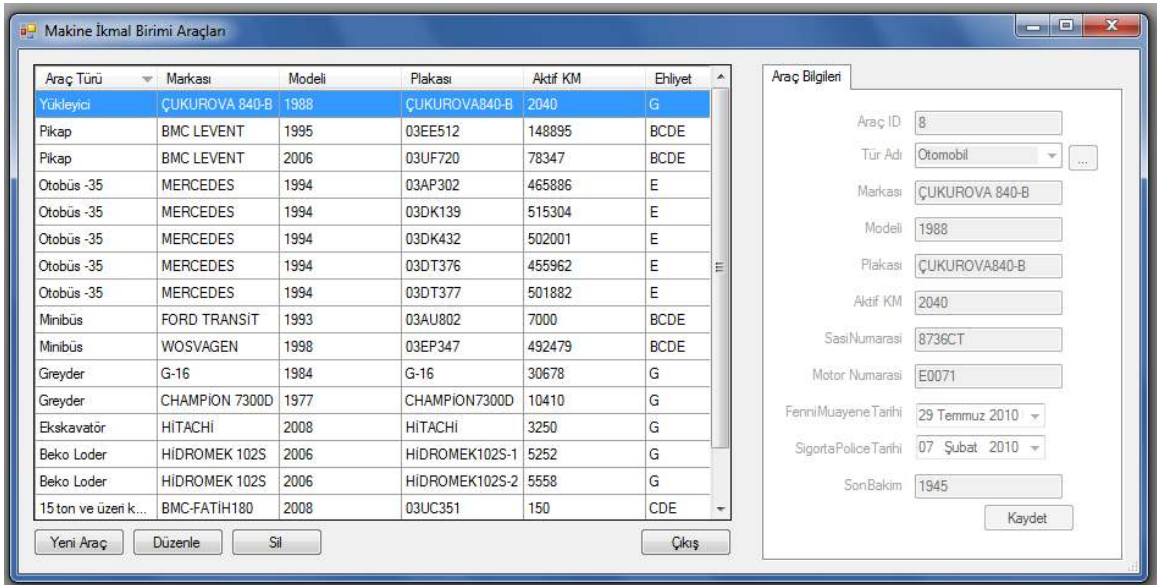 Makine İkmal Birimi Araçları
Araç Türü Markası Modeli Plakası Aktif KM Ehliyet
Yükleyici ÇUKUROVA 840-B 1988 ÇUKUROVA840-B 2040 G
Pikap BMC LEVENT 1995 03EE512 148895 BCDE
Pikap BMC LEVENT 2006 03UF720 78347 BCDE
Otobüs -35 MERCEDES 1994 03AP302 465886 E
Otobüs -35 MERCEDES 1994 03DK139 515304 E
Otobüs -35 MERCEDES 1994 03DK432 502001 E
Otobüs -35 MERCEDES 1994 03DT376 455962 E
Otobüs -35 MERCEDES 1994 03DT377 501882 E
Minibüs FORD TRANSİT 1993 03AU802 7000 BCDE
Minibüs WOSVAGEN 1998 03EP347 492479 BCDE
Greyder G-16 1984 G-16 30678 G
Greyder CHAMPİON 7300D 1977 CHAMPİON7300D 10410 G
Ekskavatör HİTACHİ 2008 HİTACHİ 3250 G
Beko Loder HİDROMEK 102S 2006 HİDROMEK102S-1 5252 G
Beko Loder HİDROMEK 102S 2006 HİDROMEK102S-2 5558 G
15 ton ve üzeri k... BMC-FATİH180 2008 03UC351 150 CDE
Yeni Araç Düzenle Sil Çıkış
Araç Bilgileri
Araç ID 8
Tür Adı Otomobil ...
Markası ÇUKUROVA 840-B
Modeli 1988
Plakası ÇUKUROVA840-B
Aktif KM 2040
SasiNumarasi 8736CT
Motor Numarasi E0071
FenniMuayeneTarihi 29 Temmuz 2010
SigortaPoliceTarihi 07 Şubat 2010
SonBakim 1945
Kaydet